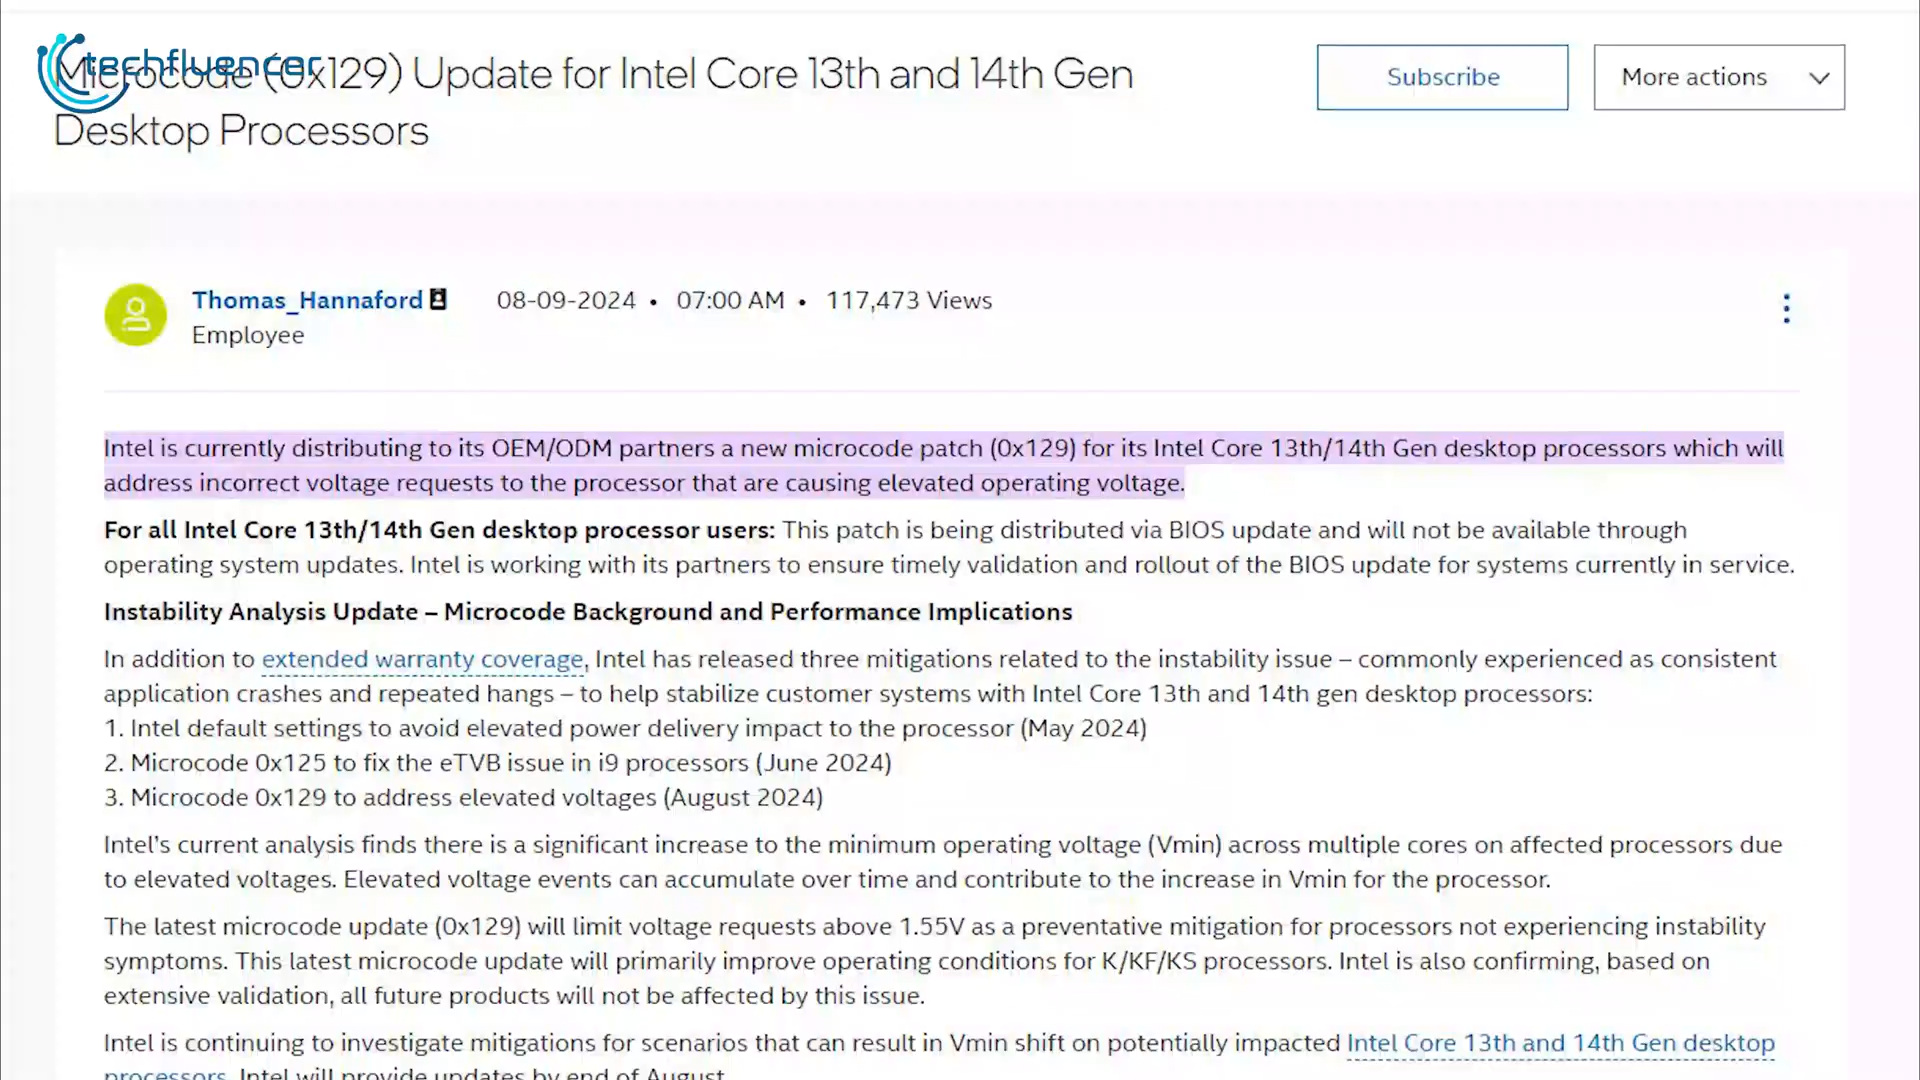 techfluencer
Microcode (0x129) Update for Intel Core 13th and 14th Gen
Desktop Processors
Subscribe
More actions
Thomas_Hannaford 08-09-2024 • 07:00 AM • 117,473 Views
Employee
Intel is currently distributing to its OEM/ODM partners a new microcode patch (0x129) for its Intel Core 13th/14th Gen desktop processors which will
address incorrect voltage requests to the processor that are causing elevated operating voltage.
For all Intel Core 13th/14th Gen desktop processor users: This patch is being distributed via BIOS update and will not be available through
operating system updates. Intel is working with its partners to ensure timely validation and rollout of the BIOS update for systems currently in service.
Instability Analysis Update – Microcode Background and Performance Implications
In addition to extended warranty coverage, Intel has released three mitigations related to the instability issue – commonly experienced as consistent
application crashes and repeated hangs – to help stabilize customer systems with Intel Core 13th and 14th gen desktop processors:
1. Intel default settings to avoid elevated power delivery impact to the processor (May 2024)
2. Microcode 0x125 to fix the eTVB issue in i9 processors (June 2024)
3. Microcode 0x129 to address elevated voltages (August 2024)
Intel's current analysis finds there is a significant increase to the minimum operating voltage (Vmin) across multiple cores on affected processors due
to elevated voltages. Elevated voltage events can accumulate over time and contribute to the increase in Vmin for the processor.
The latest microcode update (0x129) will limit voltage requests above 1.55V as a preventative mitigation for processors not experiencing instability
symptoms. This latest microcode update will primarily improve operating conditions for K/KF/KS processors. Intel is also confirming, based on
extensive validation, all future products will not be affected by this issue.
Intel is continuing to investigate mitigations for scenarios that can result in Vmin shift on potentially impacted Intel Core 13th and 14th Gen desktop
processors. Intel will provide updates by end of August.